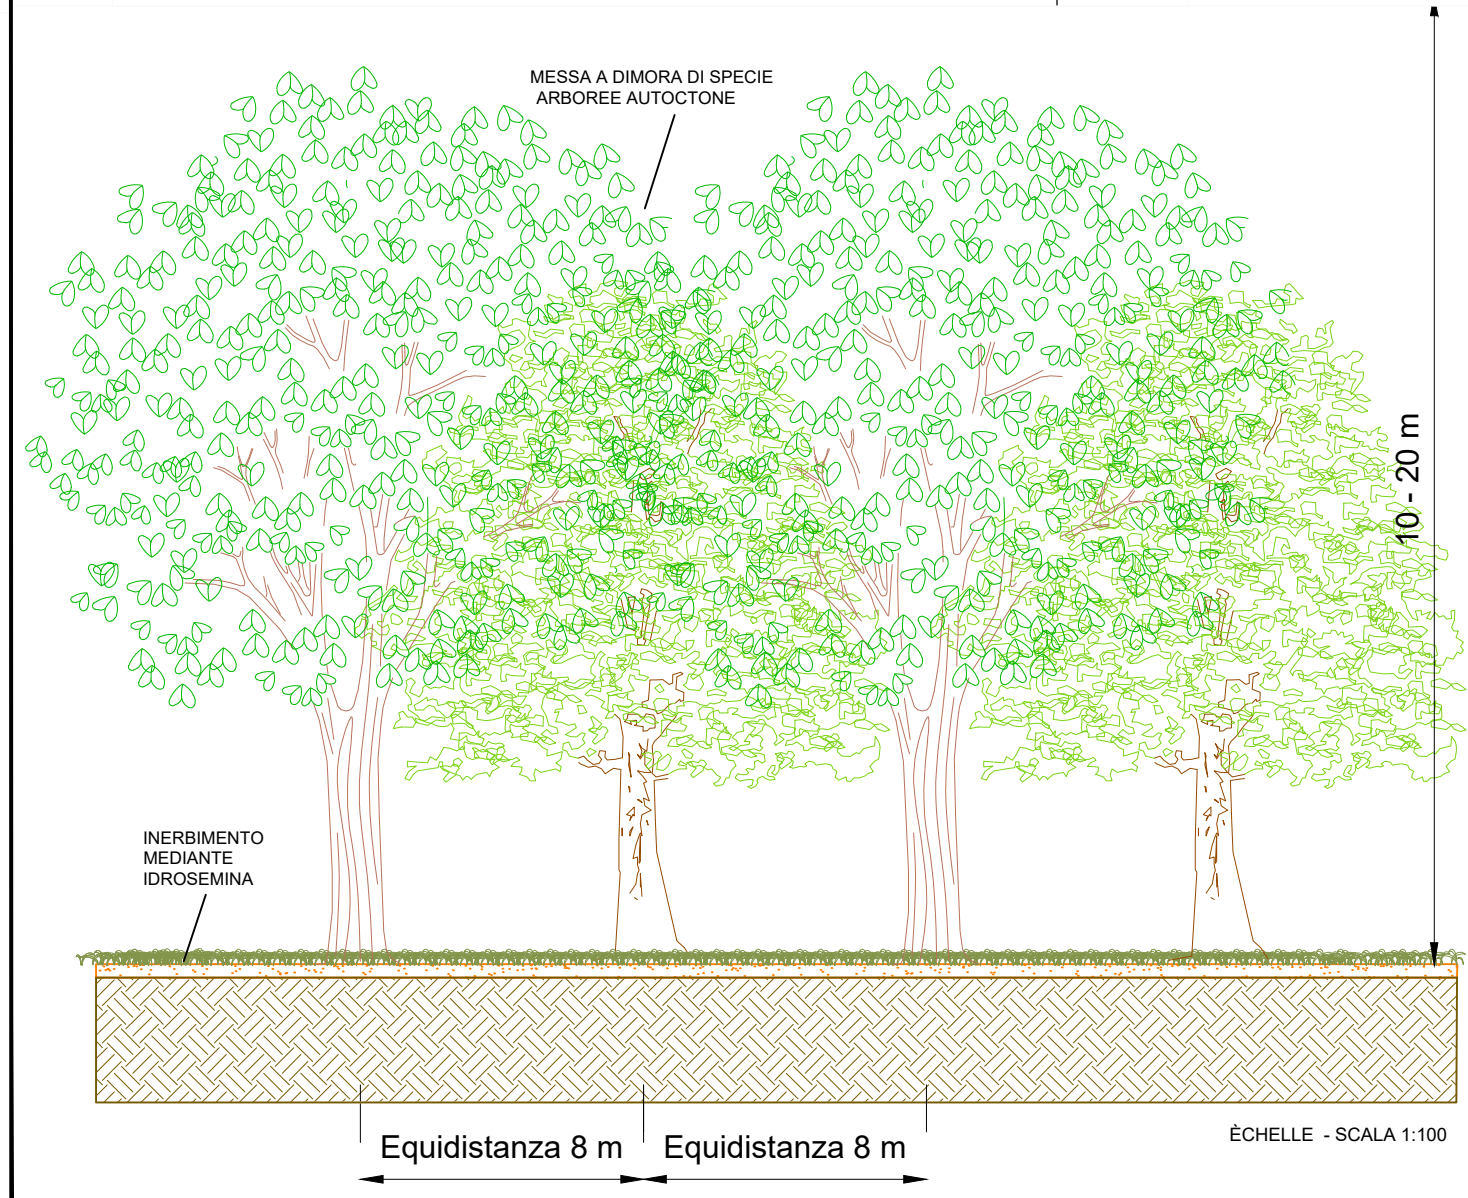 MESSA A DIMORA DI SPECIE
ARBOREE AUTOCTONE
10 - 20 m
INERBIMENTO
MEDIANTE
IDROSEMINA
ÈCHELLE - SCALA 1:100
Equidistanza 8 m
Equidistanza 8 m